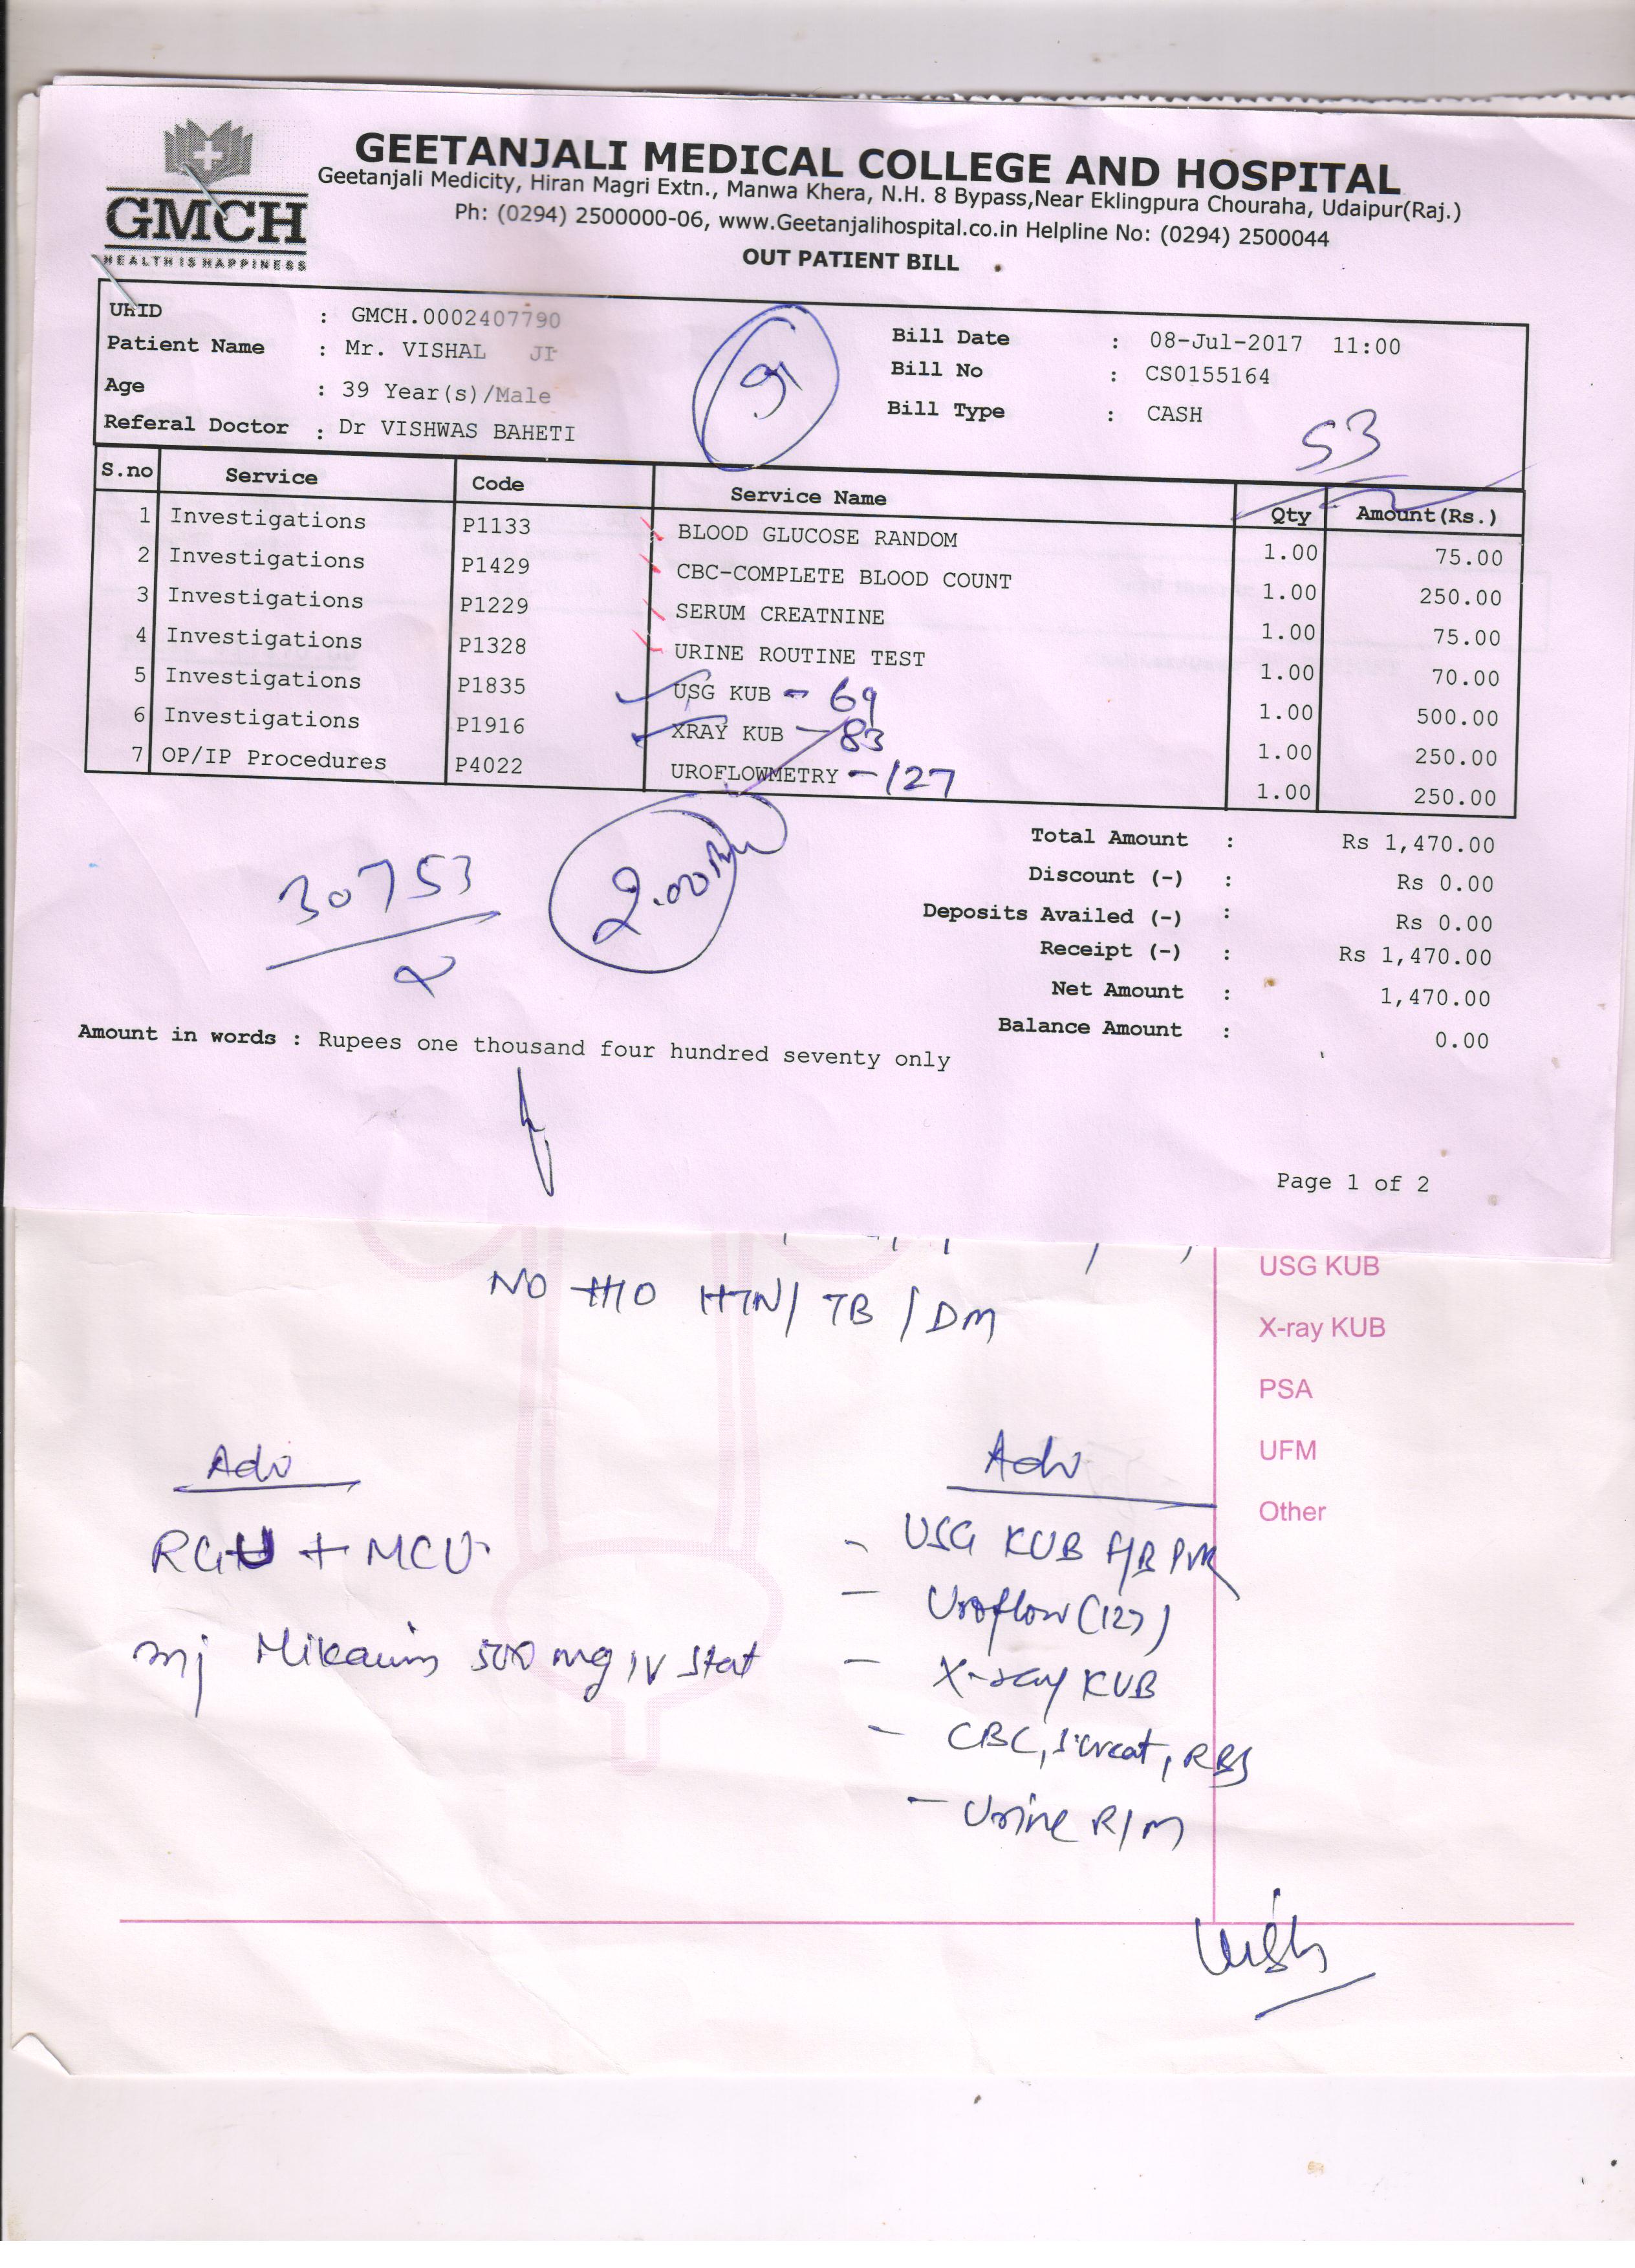 GEETANJALI MEDICAL COLLEGE AND HOSPITAL
Geetanjali Medicity, Hiran Magri Extn., Manwa Khera, N.H. 8 Bypass,Near Eklingpura Chouraha, Udaipur(Raj.)
Ph: (0294) 2500000-06, www.Geetanjalihospital.co.in Helpline No: (0294) 2500044
GMCH
HEALTH IS HAPPINESS
OUT PATIENT BILL
UHID : GMCH.0002407790
Bill Date : 08-Jul-2017 11:00
Patient Name : Mr. VISHAL JI
Bill No : CS0155164
Age : 39 Year(s)/Male
Bill Type : CASH
Referal Doctor : Dr VISHWAS BAHETI
91
53
S.no Service Code Service Name Qty Amount(Rs.)
1 Investigations P1133 BLOOD GLUCOSE RANDOM 1.00 75.00
2 Investigations P1429 CBC-COMPLETE BLOOD COUNT 1.00 250.00
3 Investigations P1229 SERUM CREATNINE 1.00 75.00
4 Investigations P1328 URINE ROUTINE TEST 1.00 70.00
5 Investigations P1835 USG KUB - 69 1.00 500.00
6 Investigations P1916 XRAY KUB - 83 1.00 250.00
7 OP/IP Procedures P4022 UROFLOWMETRY - 127 1.00 250.00
Total Amount : Rs 1,470.00
Discount (-) : Rs 0.00
Deposits Availed (-) : Rs 0.00
Receipt (-) : Rs 1,470.00
Net Amount : 1,470.00
Balance Amount : 0.00
30753
2.00
Amount in words : Rupees one thousand four hundred seventy only
Page 1 of 2
NO H/O HTN/ TB / DM
USG KUB
X-ray KUB
PSA
UFM
Other
Adv
RGU + MCU
inj Mikacin 500 mg IV stat
Adv
- USG KUB F/B PVR
- Uroflow (127)
- X-ray KUB
- CBC, S.creat, RBS
- Urine R/M